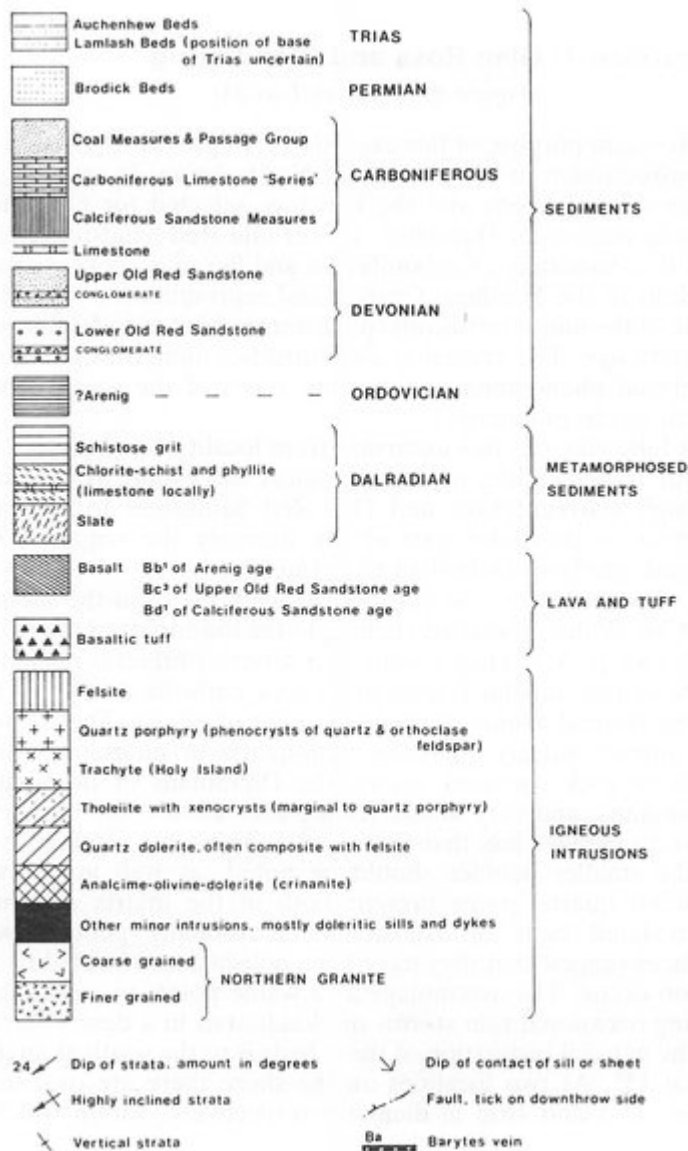 Auchenhew Beds
Lamlash Beds (position of base of Trias uncertain)
TRIAS
Brodick Beds
PERMIAN
Coal Measures & Passage Group
Carboniferous Limestone 'Series'
Calciferous Sandstone Measures
CARBONIFEROUS
SEDIMENTS
Limestone
Upper Old Red Sandstone
CONGLOMERATE
Lower Old Red Sandstone
CONGLOMERATE
DEVONIAN
?Arenig
ORDOVICIAN
Schistose grit
Chlorite-schist and phyllite
(limestone locally)
Slate
DALRADIAN
METAMORPHOSED
SEDIMENTS
Basalt Bb¹ of Arenig age
Bc³ of Upper Old Red Sandstone age
Bd¹ of Calciferous Sandstone age
Basaltic tuff
LAVA AND TUFF
Felsite
Quartz porphyry (phenocrysts of quartz & orthoclase
feldspar)
Trachyte (Holy Island)
Tholeiite with xenocrysts (marginal to quartz porphyry)
Quartz dolerite, often composite with felsite
Analcime-olivine-dolerite (crinanite)
Other minor intrusions, mostly doleritic sills and dykes
Coarse grained
Finer grained
NORTHERN GRANITE
IGNEOUS
INTRUSIONS
24 Dip of strata. amount in degrees
Highly inclined strata
Vertical strata
Dip of contact of sill or sheet
Fault, tick on downthrow side
Ba
Barytes vein